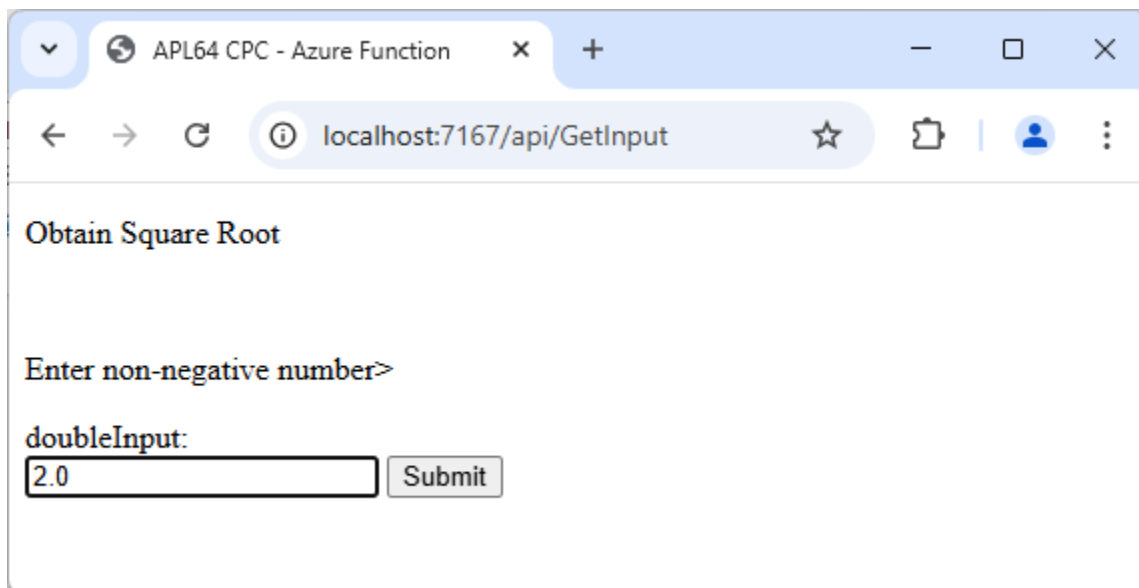 APL64 CPC - Azure Function
localhost:7167/api/GetInput
Obtain Square Root
Enter non-negative number>
doubleInput:
2.0 Submit